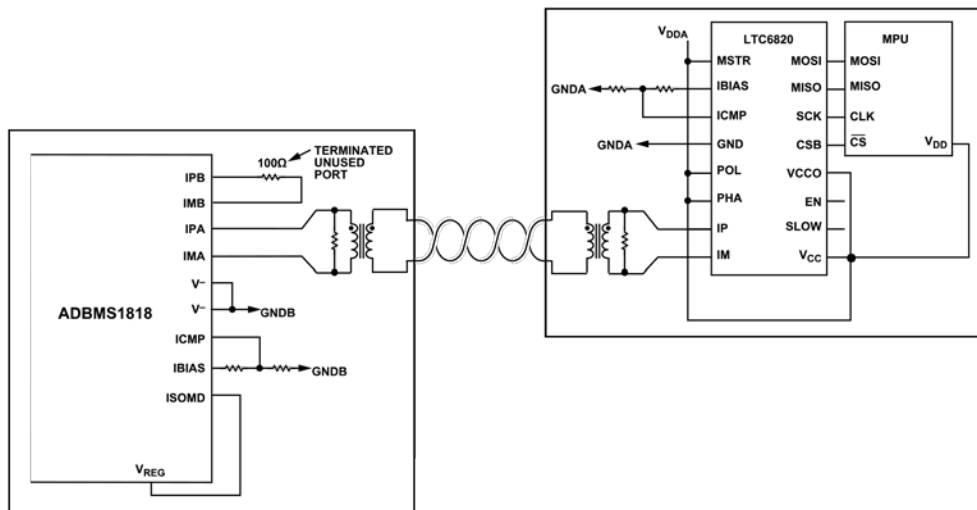 ADBMS1818
IPB
IMB
IPA
IMA
V–
V–
ICMP
IBIAS
ISOMD
VREG
100Ω
TERMINATED
UNUSED
PORT
GNDB
GNDB
VDDA
GNDA
GNDA
LTC6820
MSTR
IBIAS
ICMP
GND
POL
PHA
IP
IM
MOSI
MISO
SCK
CSB
VCCO
EN
SLOW
VCC
MPU
MOSI
MISO
CLK
C̅S̅
VDD